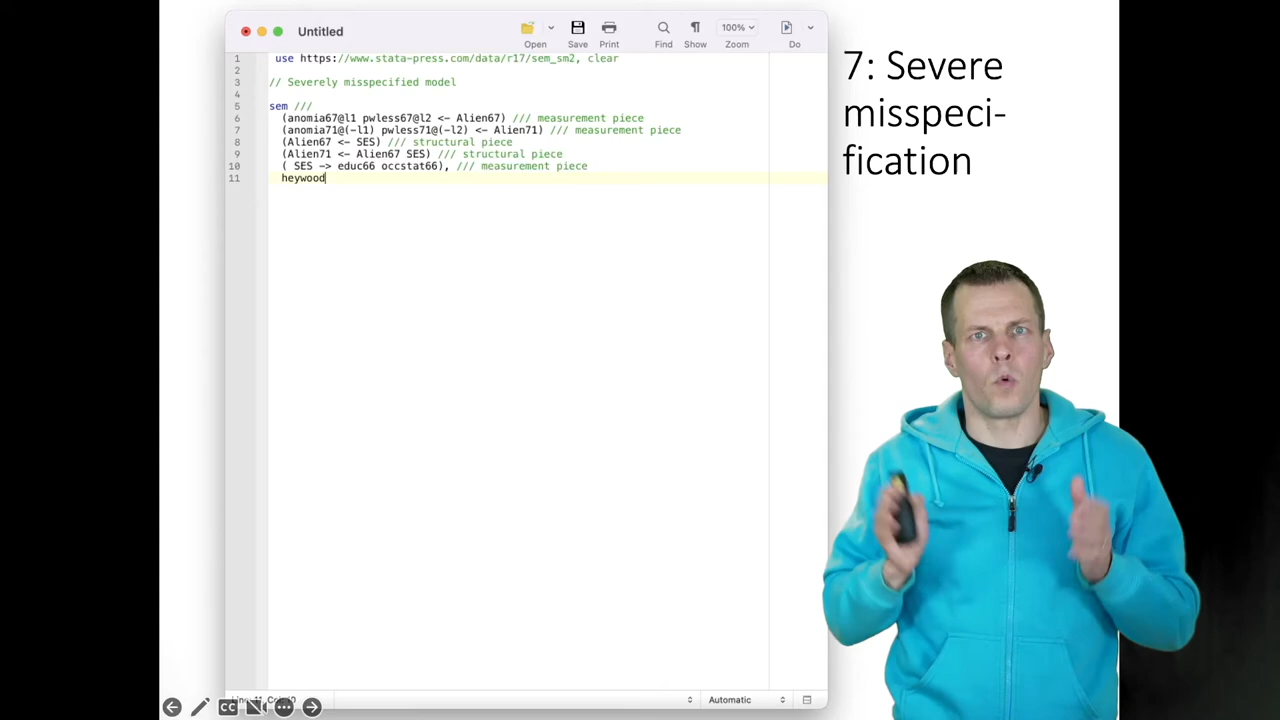 Untitled
Open
Save
Print
Find
Show
100%
Zoom
Do
1 use https://www.stata-press.com/data/r17/sem_sm2, clear
2
3 // Severely misspecified model
4
5 sem ///
6 (anomia67@l1 pwless67@l2 <- Alien67) /// measurement piece
7 (anomia71@(-l1) pwless71@(-l2) <- Alien71) /// measurement piece
8 (Alien67 <- SES) /// structural piece
9 (Alien71 <- Alien67 SES) /// structural piece
10 ( SES -> educ66 occstat66), /// measurement piece
11 heywood
7: Severe
misspeci-
fication
CC
Automatic